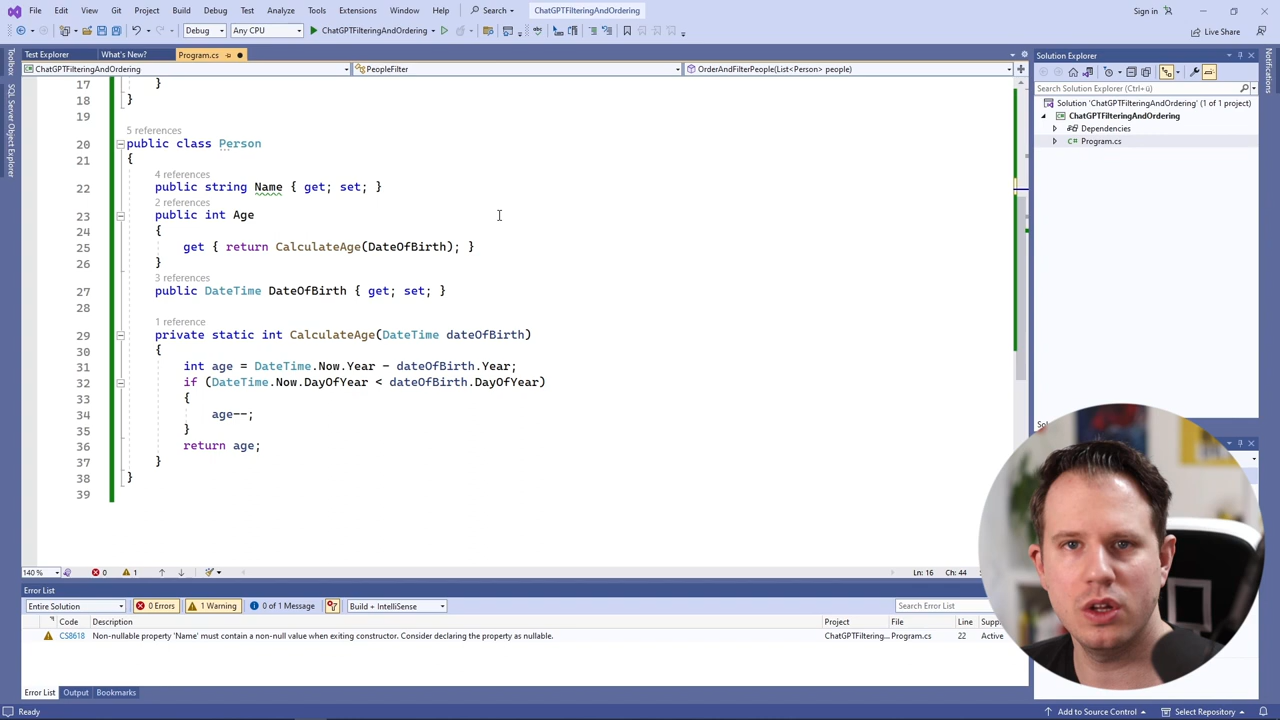 File Edit View Git Project Build Debug Test Analyze Tools Extensions Window Help Search ChatGPTFilteringAndOrdering Sign in
Debug Any CPU ChatGPTFilteringAndOrdering Live Share
Toolbox
SQL Server Object Explorer
Test Explorer What's New? Program.cs
ChatGPTFilteringAndOrdering PeopleFilter OrderAndFilterPeople(List<Person> people)
17 }
18 }
19
5 references
20 public class Person
21 {
4 references
22 public string Name { get; set; }
2 references
23 public int Age
24 {
25 get { return CalculateAge(DateOfBirth); }
26 }
3 references
27 public DateTime DateOfBirth { get; set; }
28
1 reference
29 private static int CalculateAge(DateTime dateOfBirth)
30 {
31 int age = DateTime.Now.Year - dateOfBirth.Year;
32 if (DateTime.Now.DayOfYear < dateOfBirth.DayOfYear)
33 {
34 age--;
35 }
36 return age;
37 }
38 }
39
140 % 0 1 Ln: 16 Ch: 44
Solution Explorer
Search Solution Explorer (Ctrl+ü)
Solution 'ChatGPTFilteringAndOrdering' (1 of 1 project)
ChatGPTFilteringAndOrdering
Dependencies
Program.cs
Notifications
Error List
Entire Solution 0 Errors 1 Warning 0 of 1 Message Build + IntelliSense Search Error List
Code Description Project File Line
CS8618 Non-nullable property 'Name' must contain a non-null value when exiting constructor. Consider declaring the property as nullable. ChatGPTFiltering... Program.cs 22 Active
Error List Output Bookmarks
Ready Add to Source Control Select Repository